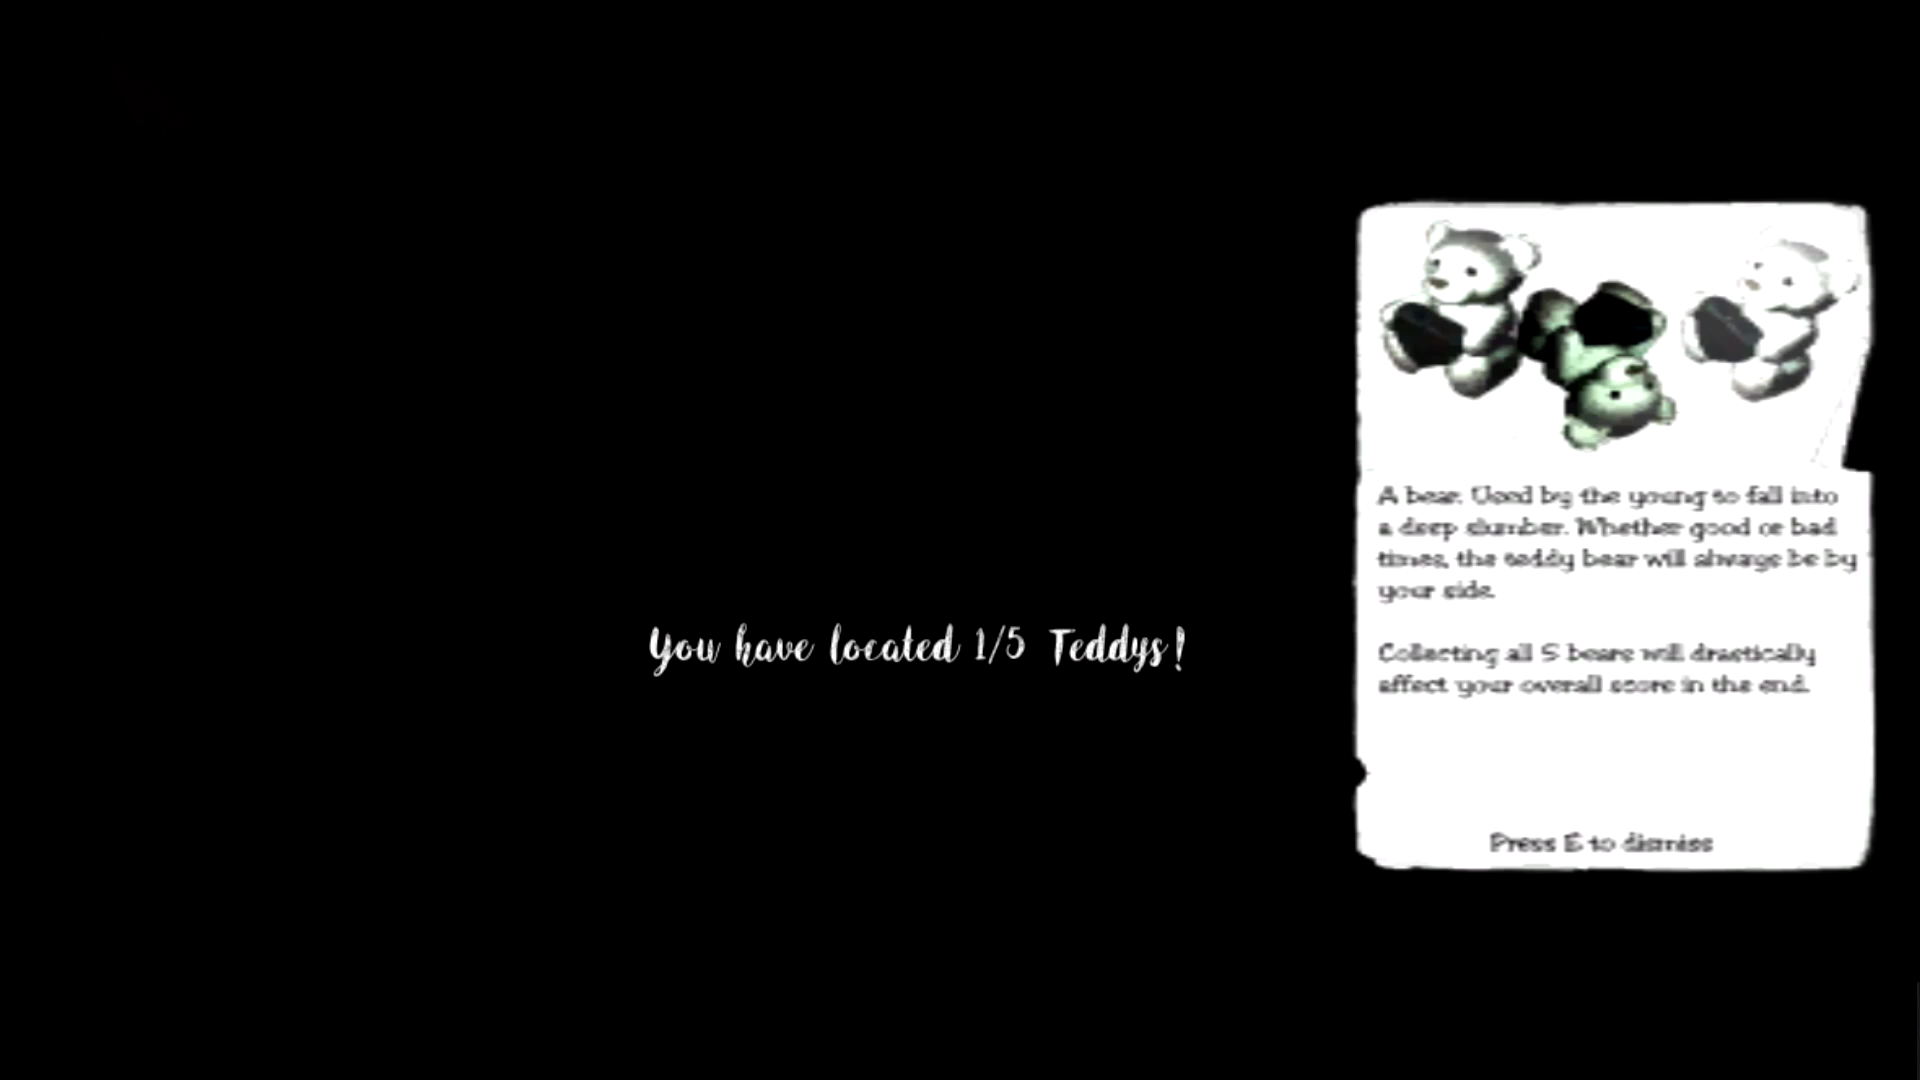 You have located 1/5 Teddys!
A bear. Used by the young to fall into
a deep slumber. Whether good or bad
times, the teddy bear will always be by
your side.
Collecting all 5 bears will drastically
affect your overall score in the end.
Press E to dismiss